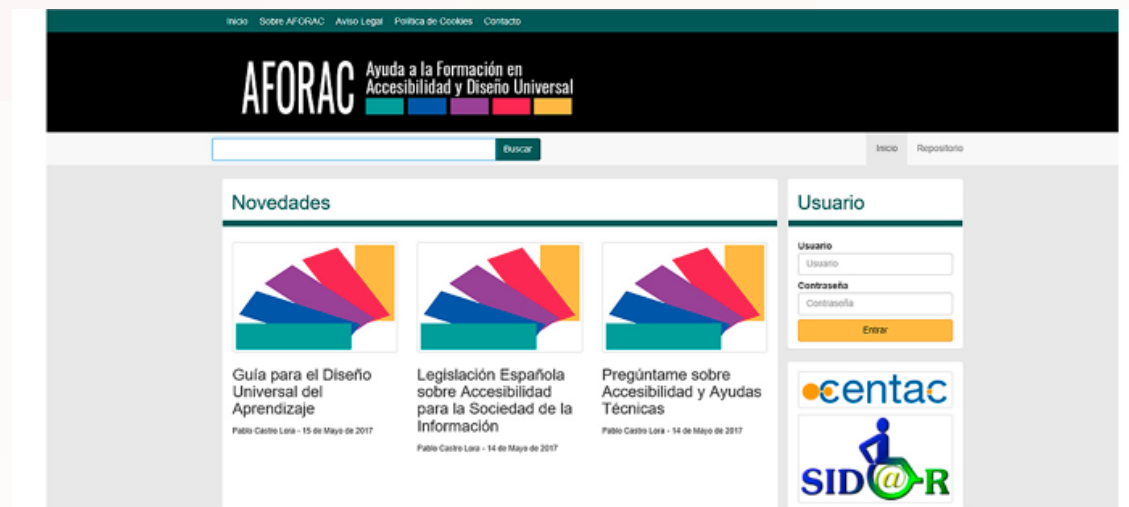 Inicio Sobre AFORAC Aviso Legal Política de Cookies Contacto
AFORAC
Ayuda a la Formación en
Accesibilidad y Diseño Universal
Buscar
Inicio Repositorio
Novedades
Guía para el Diseño
Universal del
Aprendizaje
Pablo Castro Lora - 15 de Mayo de 2017
Legislación Española
sobre Accesibilidad
para la Sociedad de la
Información
Pablo Castro Lora - 14 de Mayo de 2017
Pregúntame sobre
Accesibilidad y Ayudas
Técnicas
Pablo Castro Lora - 14 de Mayo de 2017
Usuario
Usuario
Usuario
Contraseña
Contraseña
Entrar
centac
SID@R